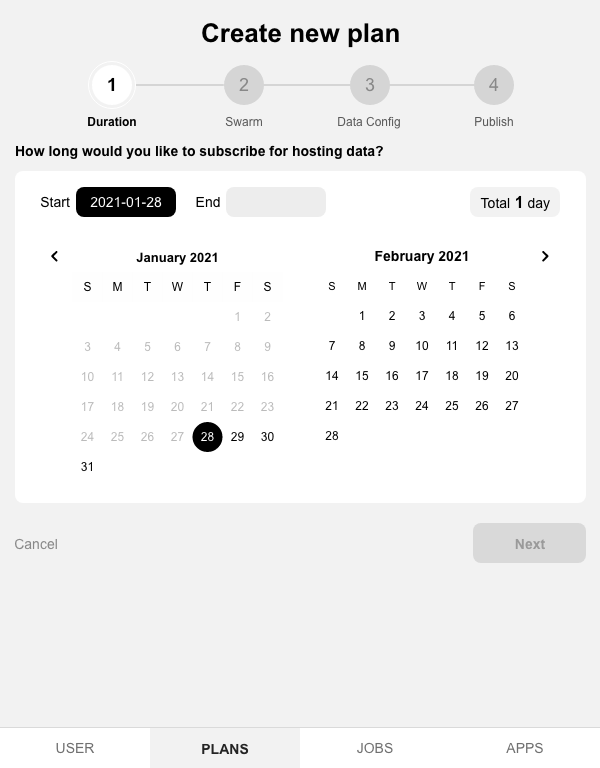 Create new plan
1 2 3 4
Duration Swarm Data Config Publish
How long would you like to subscribe for hosting data?
Start 2021-01-28 End Total 1 day
January 2021
S M T W T F S
1 2
3 4 5 6 7 8 9
10 11 12 13 14 15 16
17 18 19 20 21 22 23
24 25 26 27 28 29 30
31
February 2021
S M T W T F S
1 2 3 4 5 6
7 8 9 10 11 12 13
14 15 16 17 18 19 20
21 22 23 24 25 26 27
28
Cancel Next
USER PLANS JOBS APPS